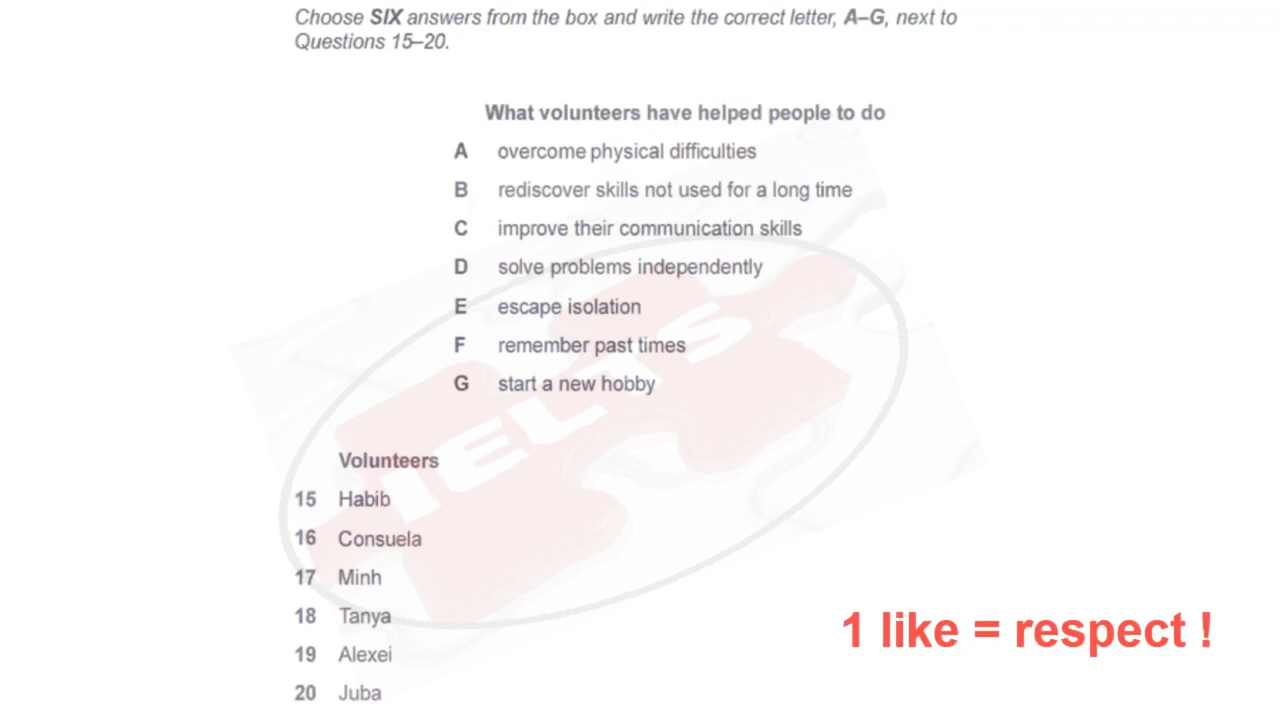 Choose SIX answers from the box and write the correct letter, A–G, next to
Questions 15–20.
What volunteers have helped people to do
A overcome physical difficulties
B rediscover skills not used for a long time
C improve their communication skills
D solve problems independently
E escape isolation
F remember past times
G start a new hobby
IELTS
Volunteers
15 Habib
16 Consuela
17 Minh
18 Tanya
19 Alexei
20 Juba
1 like = respect !